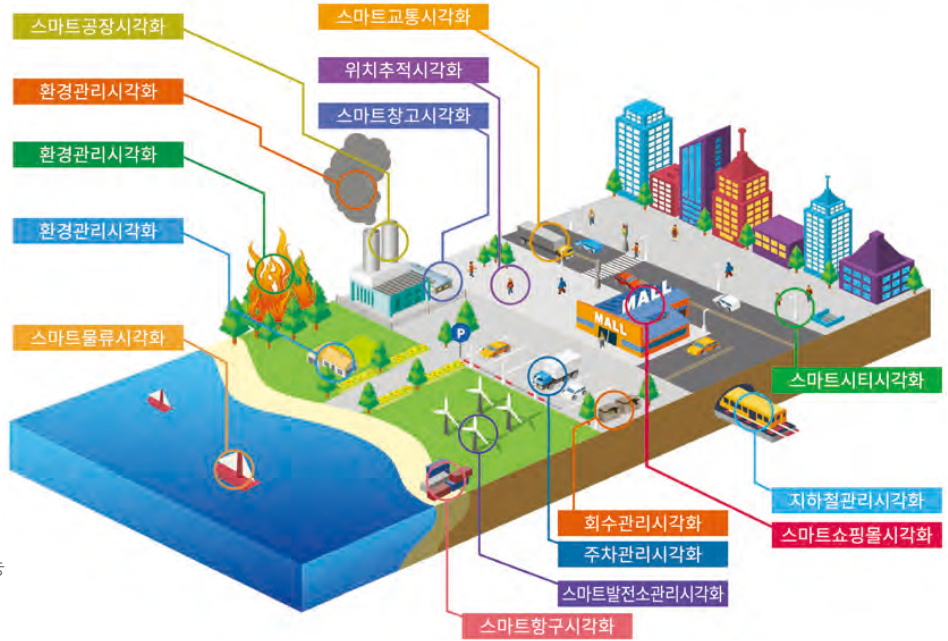 스마트공장시각화
스마트교통시각화
환경관리시각화
위치추적시각화
스마트창고시각화
환경관리시각화
환경관리시각화
스마트물류시각화
MALL
MALL
P
스마트시티시각화
지하철관리시각화
회수관리시각화
스마트쇼핑몰시각화
주차관리시각화
스마트발전소관리시각화
스마트항구시각화